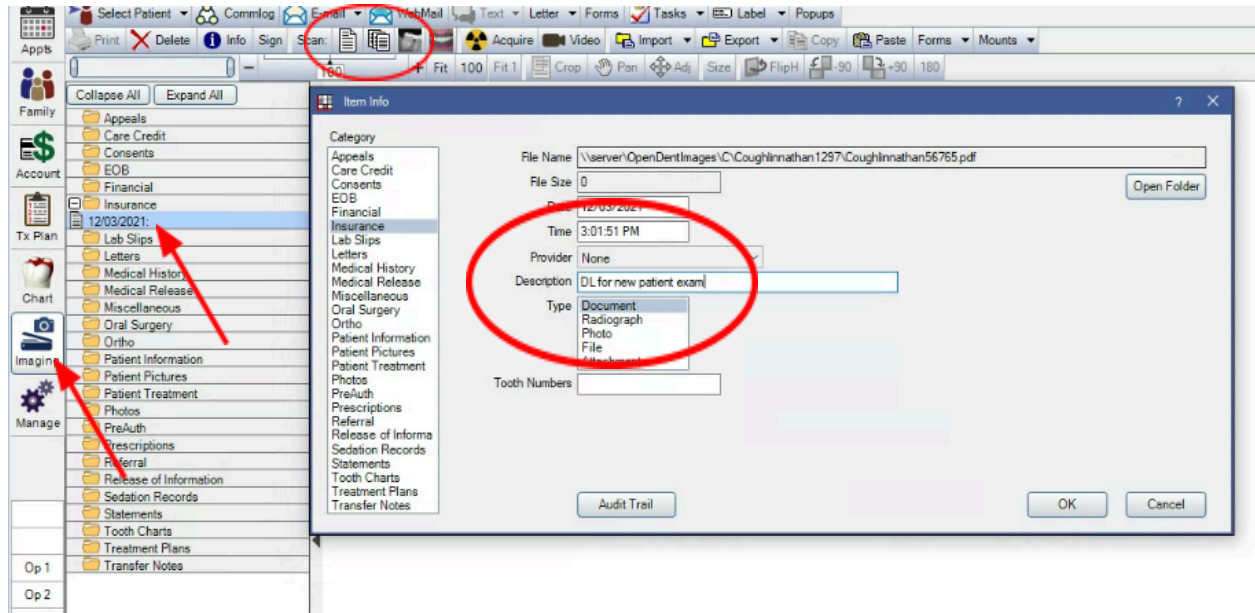 Select Patient Commlog E-mail WebMail Text Letter Forms Tasks Label Popups
Print Delete Info Sign Scan: Acquire Video Import Export Copy Paste Forms Mounts
100 Fit 100 Fit 1 Crop Pan Adj Size FlipH -90 +90 180
Appts
Family
Account
Tx Plan
Chart
Imaging
Manage
Op 1
Op 2
Collapse All Expand All
Appeals
Care Credit
Consents
EOB
Financial
Insurance
12/03/2021:
Lab Slips
Letters
Medical History
Medical Release
Miscellaneous
Oral Surgery
Ortho
Patient Information
Patient Pictures
Patient Treatment
Photos
PreAuth
Prescriptions
Referral
Release of Information
Sedation Records
Statements
Tooth Charts
Treatment Plans
Transfer Notes
Item Info ? X
Category
Appeals
Care Credit
Consents
EOB
Financial
Insurance
Lab Slips
Letters
Medical History
Medical Release
Miscellaneous
Oral Surgery
Ortho
Patient Information
Patient Pictures
Patient Treatment
Photos
PreAuth
Prescriptions
Referral
Release of Informa
Sedation Records
Statements
Tooth Charts
Treatment Plans
Transfer Notes
File Name \\server\OpenDentImages\C\Coughlinnathan1297\Coughlinnathan56765.pdf
File Size 0
Open Folder
Date 12/03/2021
Time 3:01:51 PM
Provider None
Description DL for new patient exam
Type Document
Radiograph
Photo
File
Attachment
Tooth Numbers
Audit Trail OK Cancel